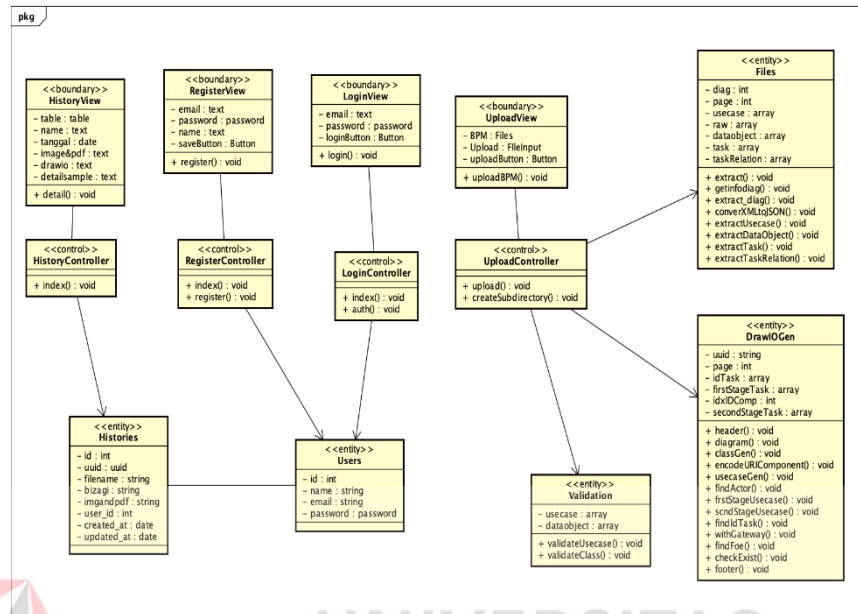 pkg
<<boundary>>
HistoryView
- table : table
- name : text
- tanggal : date
- image&pdf : text
- drawio : text
- detailsample : text
+ detail() : void
<<boundary>>
RegisterView
- email : text
- password : password
- name : text
- saveButton : Button
+ register() : void
<<boundary>>
LoginView
- email : text
- password : password
- loginButton : Button
+ login() : void
<<boundary>>
UploadView
- BPM : Files
- Upload : FileInput
- uploadButton : Button
+ uploadBPM() : void
<<entity>>
Files
- diag : int
- page : int
- usecase : array
- raw : array
- dataobject : array
- task : array
- taskRelation : array
+ extract() : void
+ getinfodiag() : void
+ extract_diag() : void
+ converXMLtoJSON() : void
+ extractUsecase() : void
+ extractDataObject() : void
+ extractTask() : void
+ extractTaskRelation() : void
<<control>>
HistoryController
+ index() : void
<<control>>
RegisterController
+ index() : void
+ register() : void
<<control>>
LoginController
+ index() : void
+ auth() : void
<<control>>
UploadController
+ upload() : void
+ createSubdirectory() : void
<<entity>>
DrawIOGen
- uuid : string
- page : int
- idTask : array
- firstStageTask : array
- idxIDComp : int
- secondStageTask : array
+ header() : void
+ diagram() : void
+ classGen() : void
+ encodeURIComponent() : void
+ usecaseGen() : void
+ findActor() : void
+ frstStageUsecase() : void
+ scndStageUsecase() : void
+ findIdTask() : void
+ withGateway() : void
+ findFoe() : void
+ checkExist() : void
+ footer() : void
<<entity>>
Histories
- id : int
- uuid : uuid
- filename : string
- bizagi : string
- imgandpdf : string
- user_id : int
- created_at : date
- updated_at : date
<<entity>>
Users
- id : int
- name : string
- email : string
- password : password
<<entity>>
Validation
- usecase : array
- dataobject : array
+ validateUsecase() : void
+ validateClass() : void
UNIVERSITAS